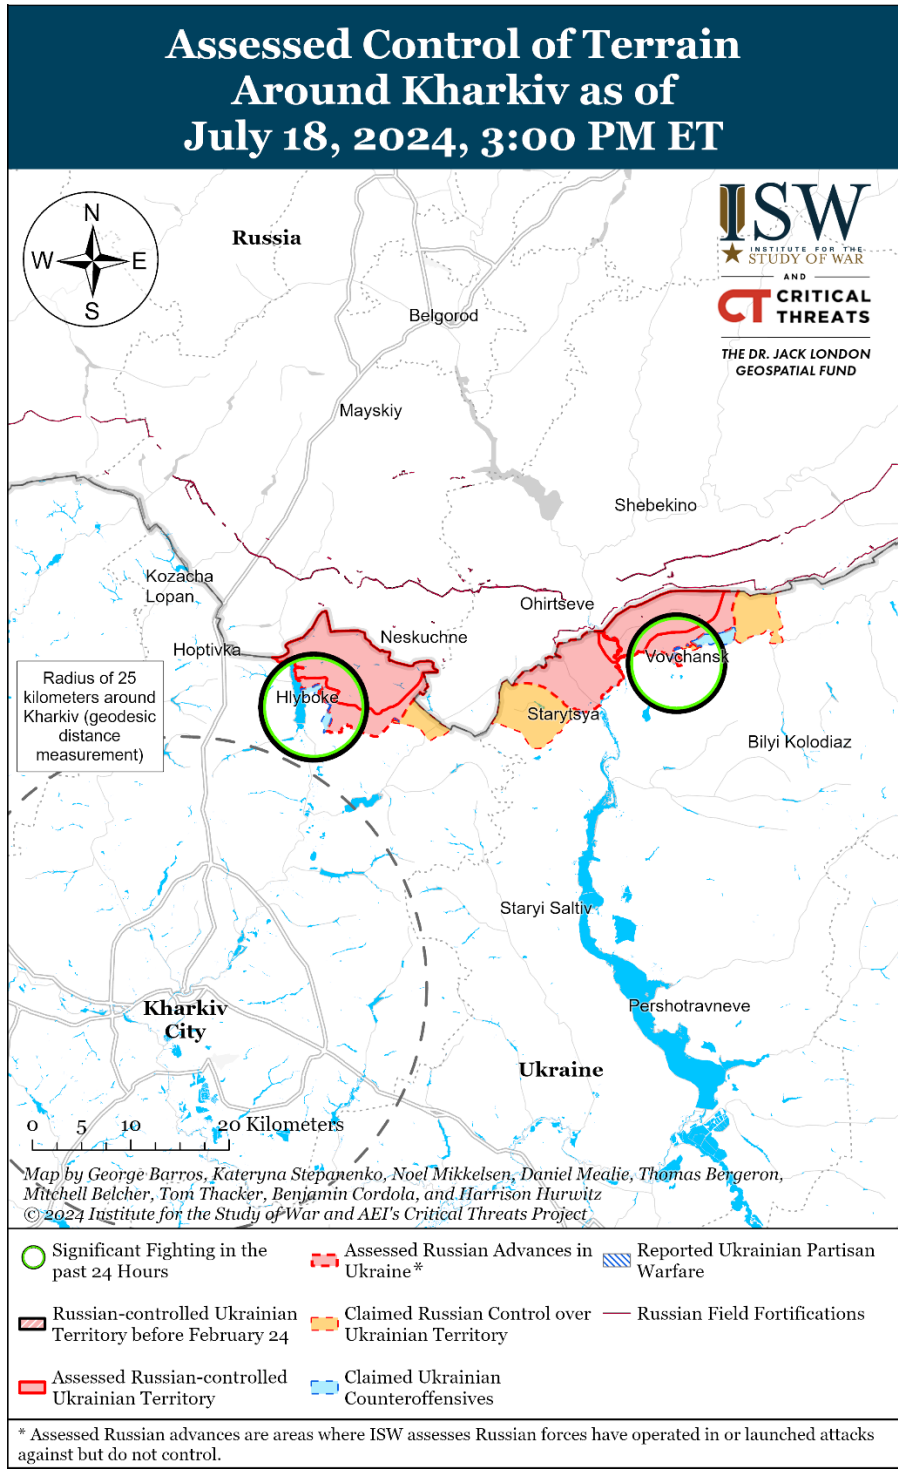 Assessed Control of Terrain
Around Kharkiv as of
July 18, 2024, 3:00 PM ET
N
W E
S
Russia
ISW
INSTITUTE FOR THE
STUDY OF WAR
AND
CT CRITICAL
THREATS
THE DR. JACK LONDON
GEOSPATIAL FUND
Belgorod
Mayskiy
Shebekino
Kozacha
Lopan
Ohirtseve
Hoptivka
Neskuchne
Vovchansk
Radius of 25
kilometers around
Kharkiv (geodesic
distance
measurement)
Hlyboke
Starytsya
Bilyi Kolodiaz
Staryi Saltiv
Kharkiv
City
Pershotravneve
Ukraine
0 5 10 20 Kilometers
Map by George Barros, Kateryna Stepanenko, Noel Mikkelsen, Daniel Mealie, Thomas Bergeron,
Mitchell Belcher, Tom Thacker, Benjamin Cordola, and Harrison Hurwitz
© 2024 Institute for the Study of War and AEI's Critical Threats Project
Significant Fighting in the
past 24 Hours
Assessed Russian Advances in
Ukraine*
Reported Ukrainian Partisan
Warfare
Russian-controlled Ukrainian
Territory before February 24
Claimed Russian Control over
Ukrainian Territory
Russian Field Fortifications
Assessed Russian-controlled
Ukrainian Territory
Claimed Ukrainian
Counteroffensives
* Assessed Russian advances are areas where ISW assesses Russian forces have operated in or launched attacks
against but do not control.